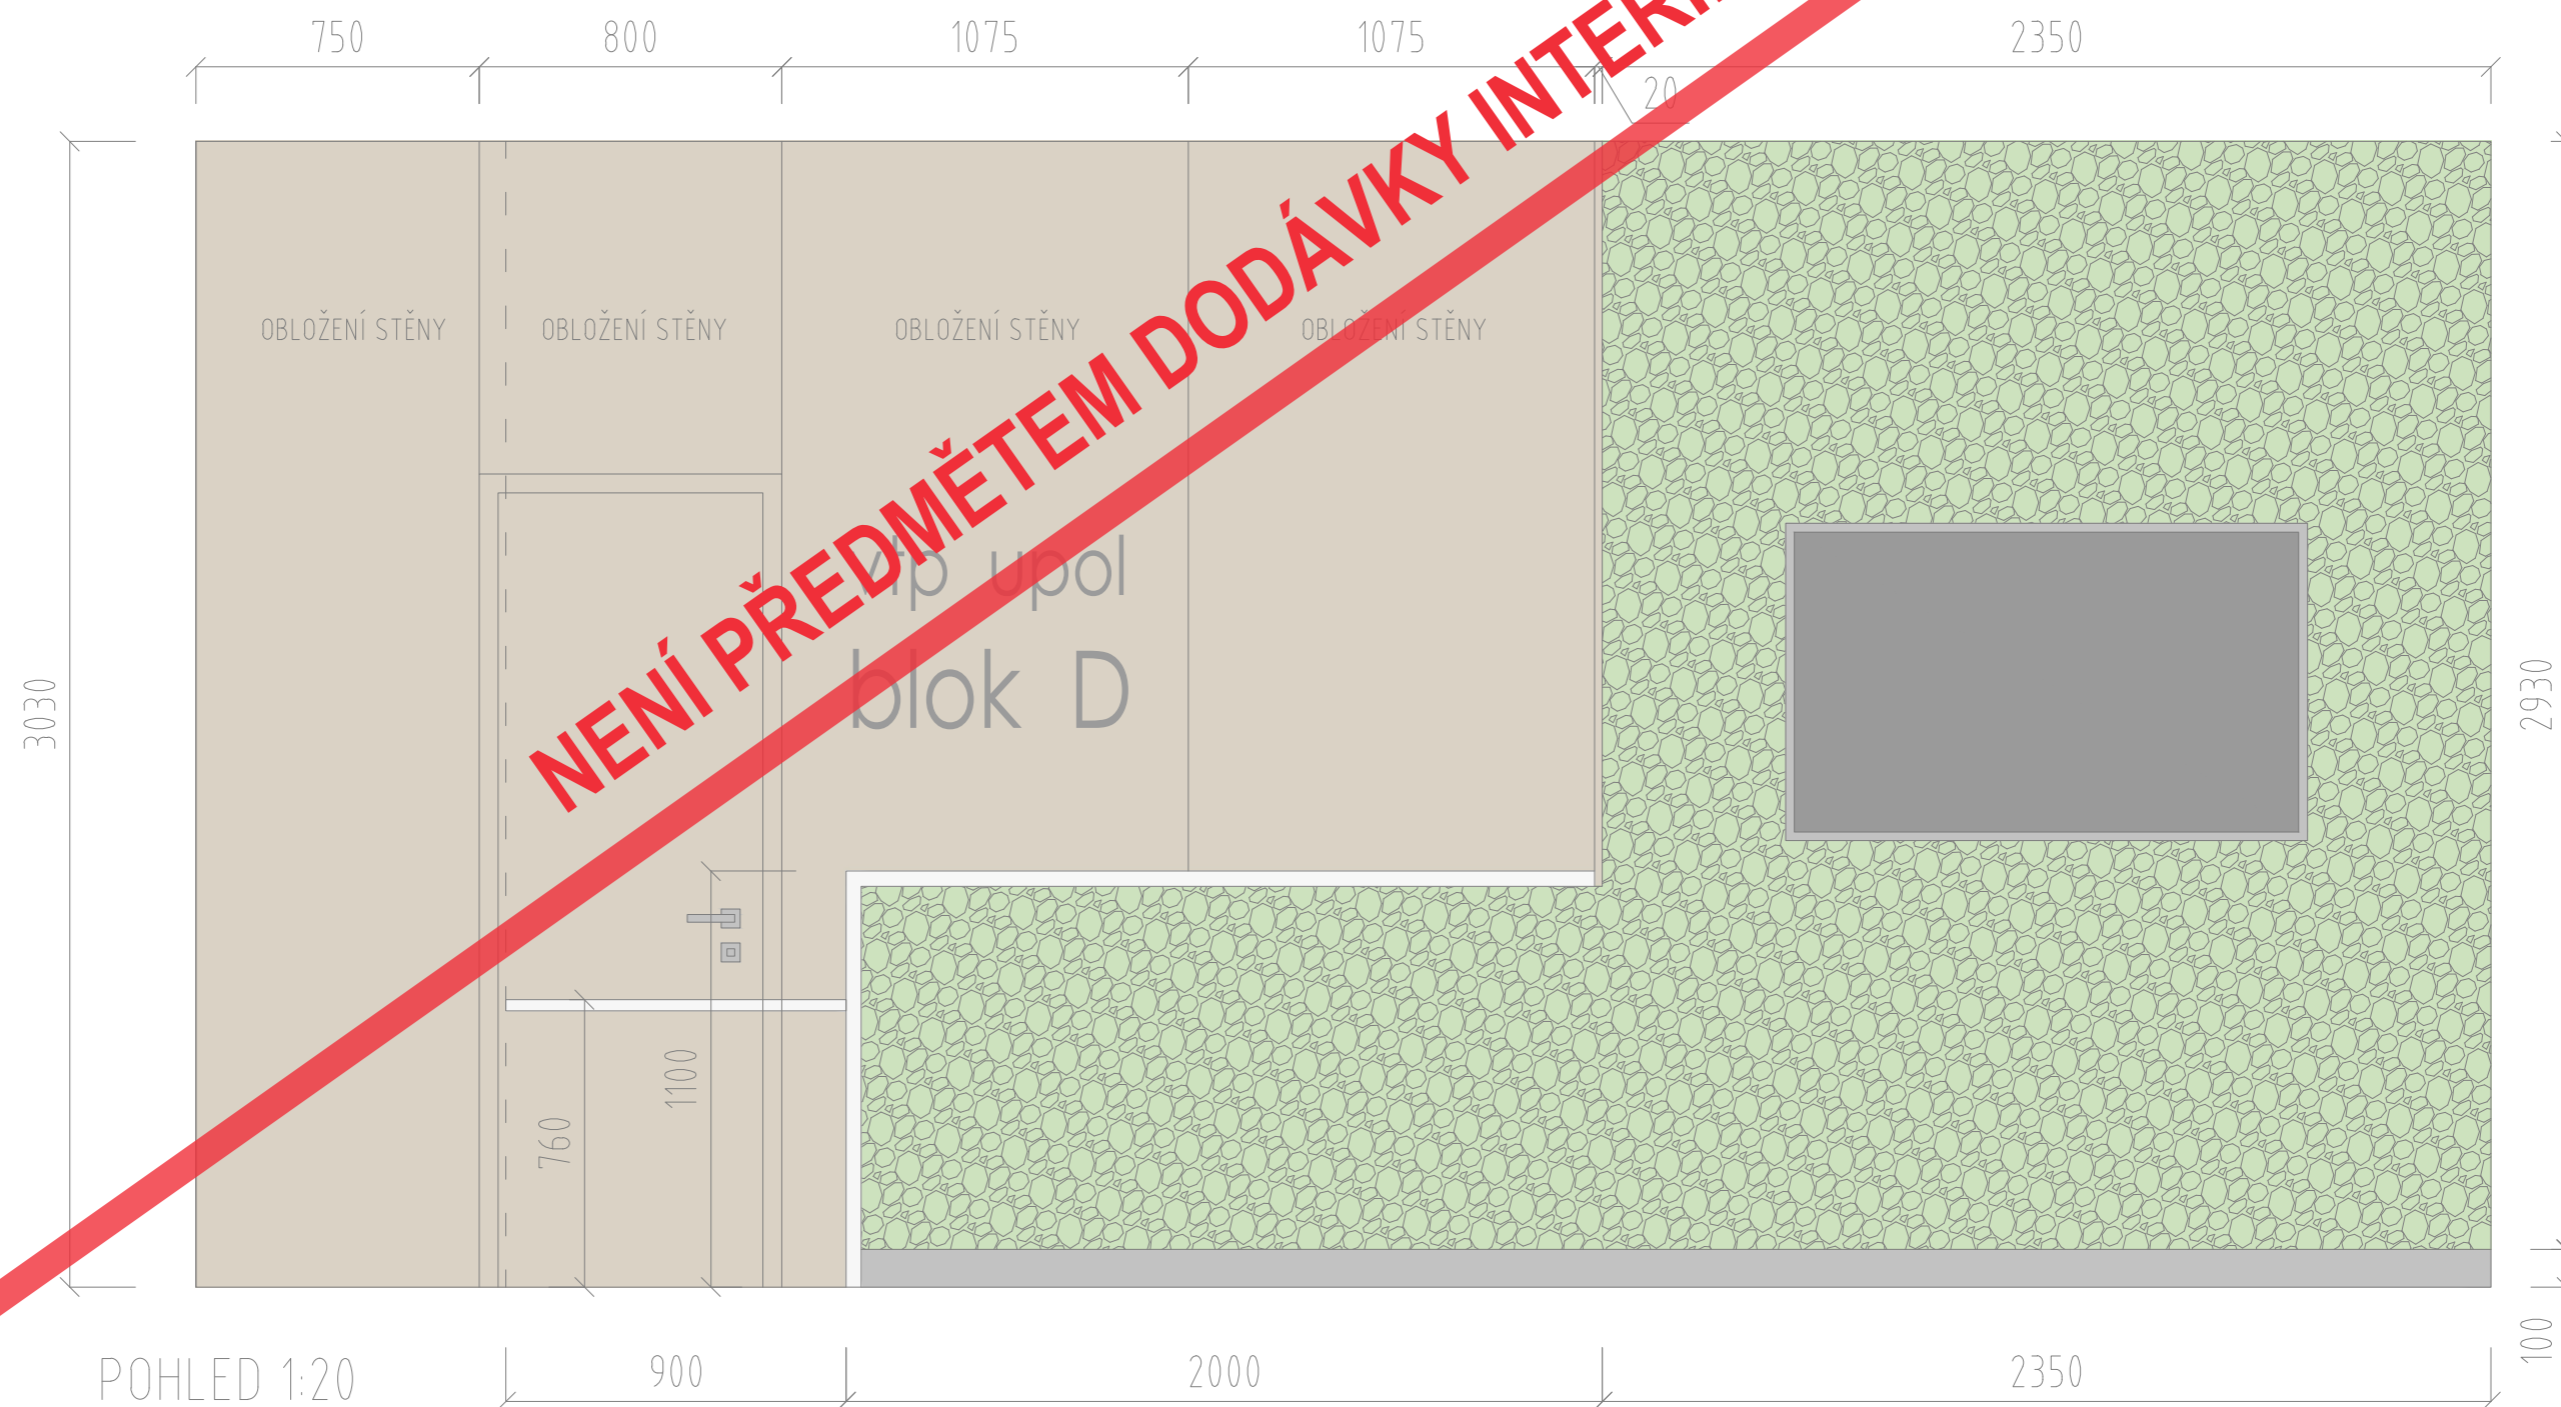 750 800 1075 1075 2350
20
OBLOŽENÍ STĚNY OBLOŽENÍ STĚNY OBLOŽENÍ STĚNY OBLOŽENÍ STĚNY
NENÍ PŘEDMĚTEM DODÁVKY
vtp upol
blok D
3030
2930
1100
760
100
POHLED 1:20
900 2000 2350